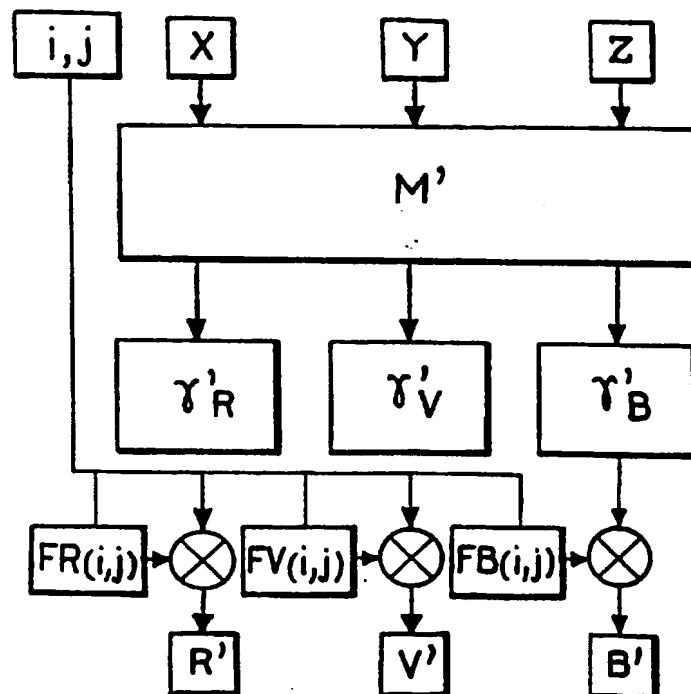 i,j X Y Z
M'
γ'R γ'V γ'B
FR(i,j) FV(i,j) FB(i,j)
R' V' B'